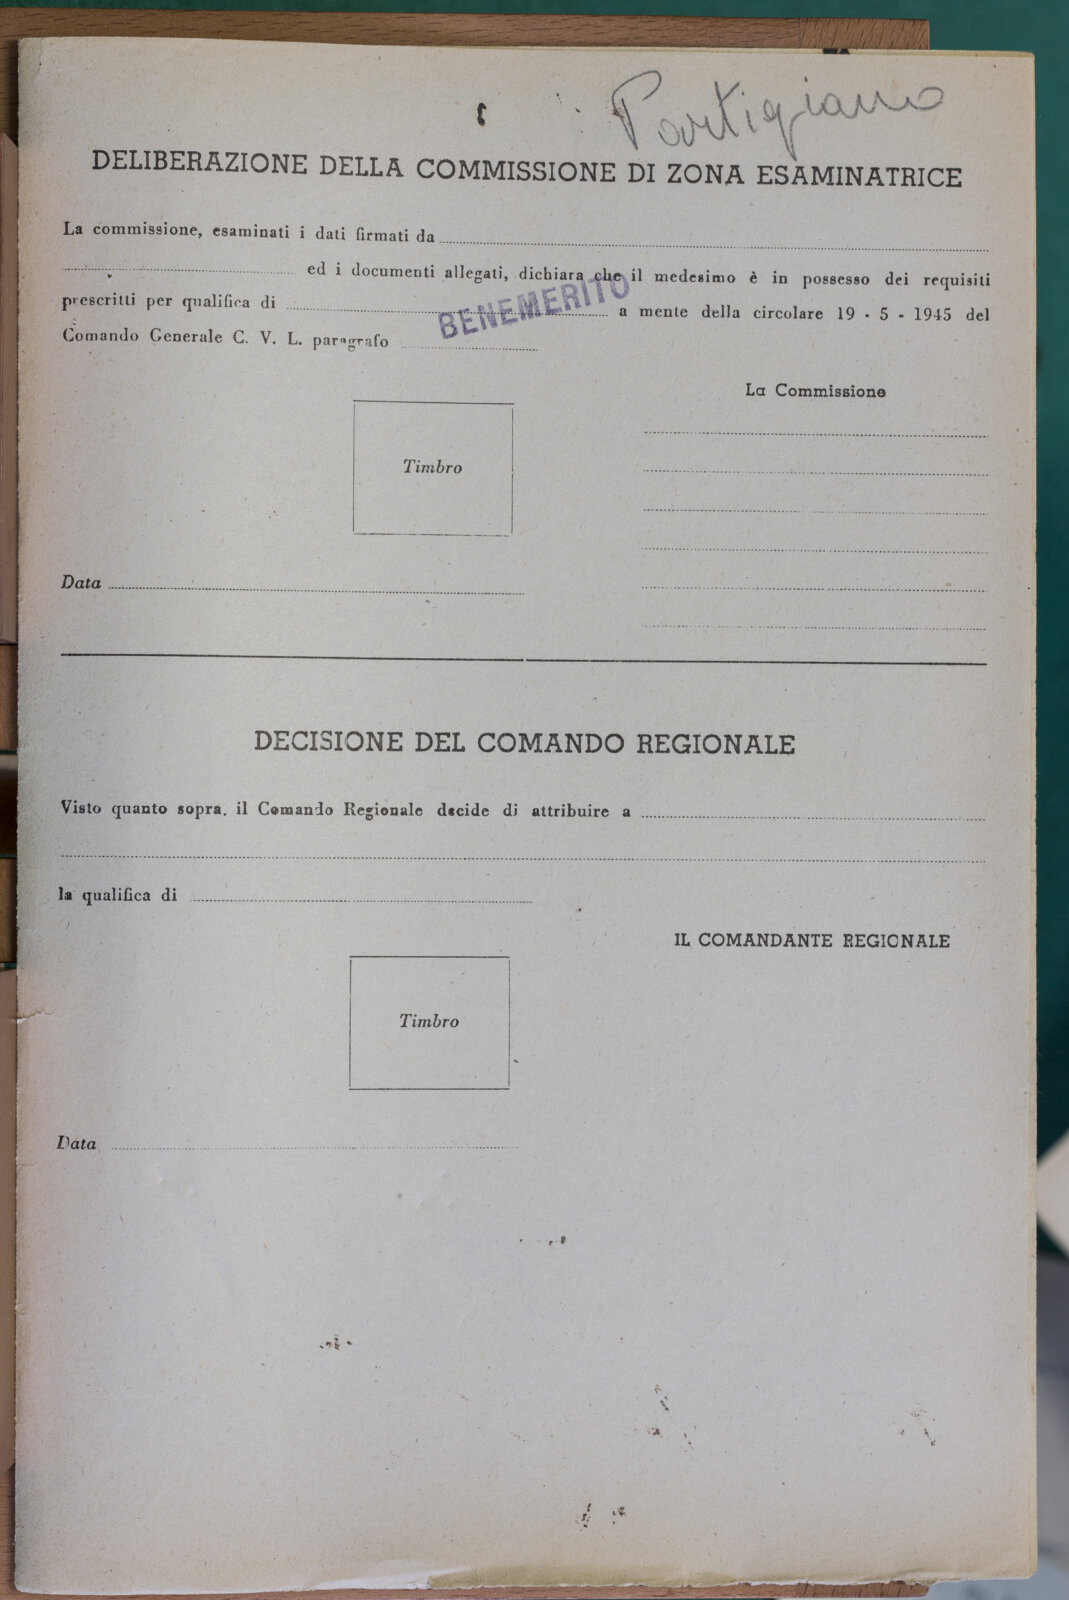 Partigiano
DELIBERAZIONE DELLA COMMISSIONE DI ZONA ESAMINATRICE
La commissione, esaminati i dati firmati da
ed i documenti allegati, dichiara che il medesimo è in possesso dei requisiti
prescritti per qualifica di BENEMERITO a mente della circolare 19 - 5 - 1945 del
Comando Generale C. V. L. paragrafo
La Commissione
Timbro
Data
DECISIONE DEL COMANDO REGIONALE
Visto quanto sopra, il Comando Regionale decide di attribuire a
la qualifica di
IL COMANDANTE REGIONALE
Timbro
Data